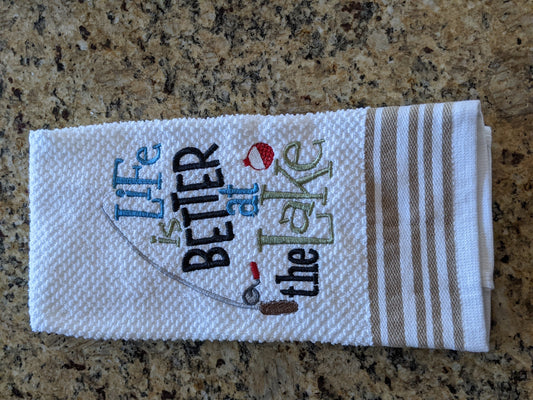 Life
is
BETTER
at
the Lake